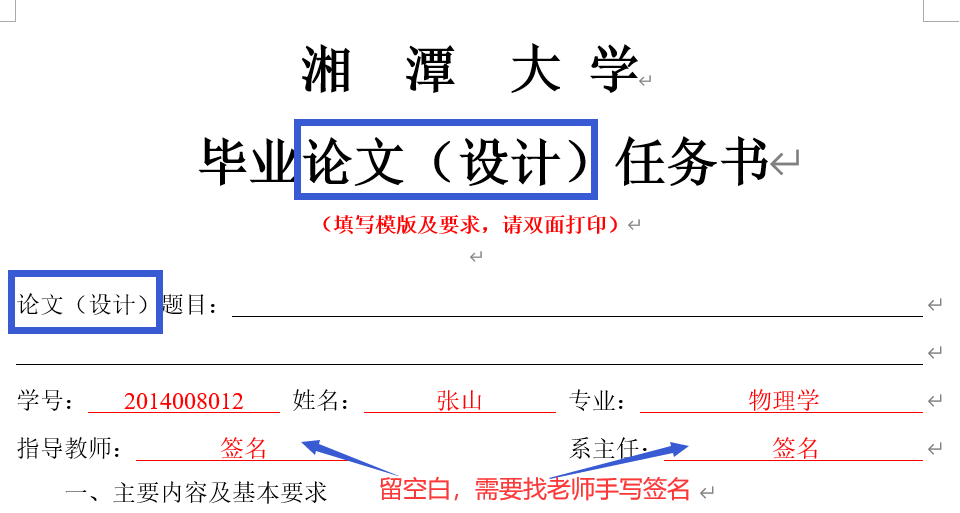 湘 潭 大 学
毕业论文（设计）任务书
（填写模版及要求，请双面打印）
论文（设计）题目：
学号： 2014008012 姓名： 张山 专业： 物理学
指导教师： 签名 系主任： 签名
留空白，需要找老师手写签名
一、主要内容及基本要求